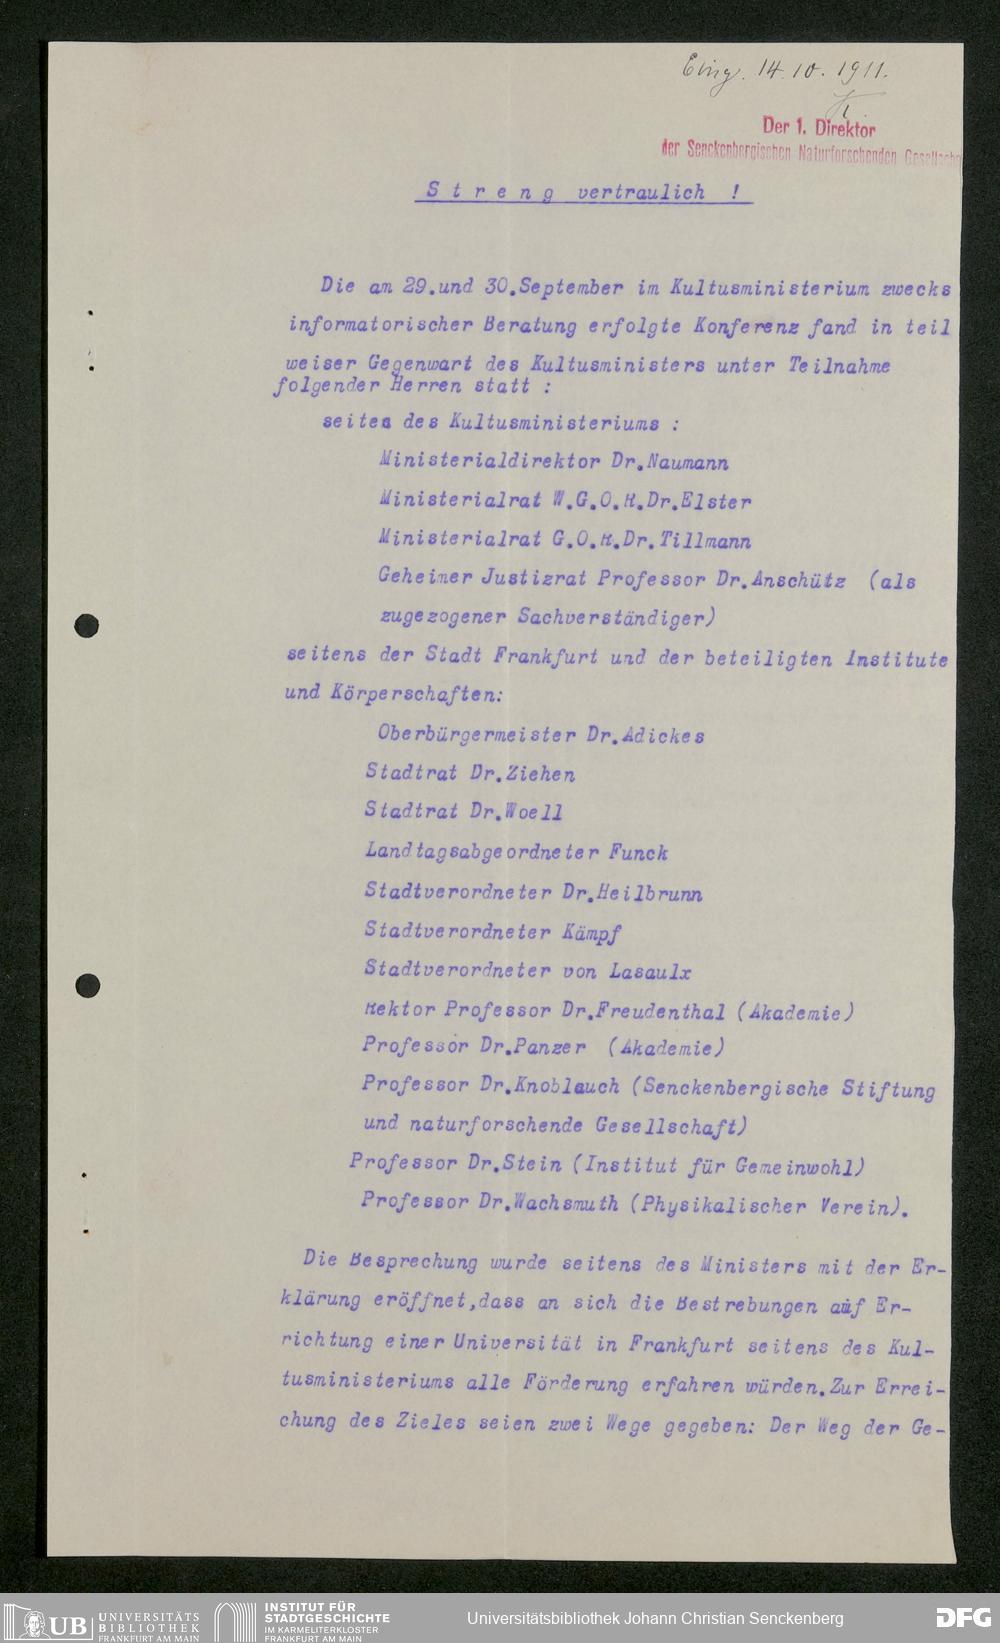 Eing. 14.10.1911.
Der 1. Direktor
der Senckenbergischen Naturforschenden Gesellscha
Streng vertraulich !
Die am 29.und 30.September im Kultusministerium zwecks
informatorischer Beratung erfolgte Konferenz fand in teil
weiser Gegenwart des Kultusministers unter Teilnahme
folgender Herren statt :
seites des Kultusministeriums :
Ministerialdirektor Dr.Naumann
Ministerialrat W.G.O.R.Dr.Elster
Ministerialrat G.O.R.Dr.Tillmann
Geheimer Justizrat Professor Dr.Anschütz (als
zugezogener Sachverständiger)
seitens der Stadt Frankfurt und der beteiligten Institute
und Körperschaften:
Oberbürgermeister Dr.Adickes
Stadtrat Dr.Ziehen
Stadtrat Dr.Woell
Landtagsabgeordneter Funck
Stadtverordneter Dr.Heilbrunn
Stadtverordneter Kämpf
Stadtverordneter von Lasaulx
Rektor Professor Dr.Freudenthal (Akademie)
Professor Dr.Panzer (Akademie)
Professor Dr.Knoblauch (Senckenbergische Stiftung
und naturforschende Gesellschaft)
Professor Dr.Stein (Institut für Gemeinwohl)
Professor Dr.Wachsmuth (Physikalischer Verein).
Die Besprechung wurde seitens des Ministers mit der Er-
klärung eröffnet,dass an sich die Bestrebungen auf Er-
richtung einer Universität in Frankfurt seitens des Kul-
tusministeriums alle Förderung erfahren würden.Zur Errei-
chung des Zieles seien zwei Wege gegeben: Der Weg der Ge-
UB
UNIVERSITÄTS
BIBLIOTHEK
FRANKFURT AM MAIN
INSTITUT FÜR
STADTGESCHICHTE
IM KARMELITERKLOSTER
FRANKFURT AM MAIN
Universitätsbibliothek Johann Christian Senckenberg
DFG